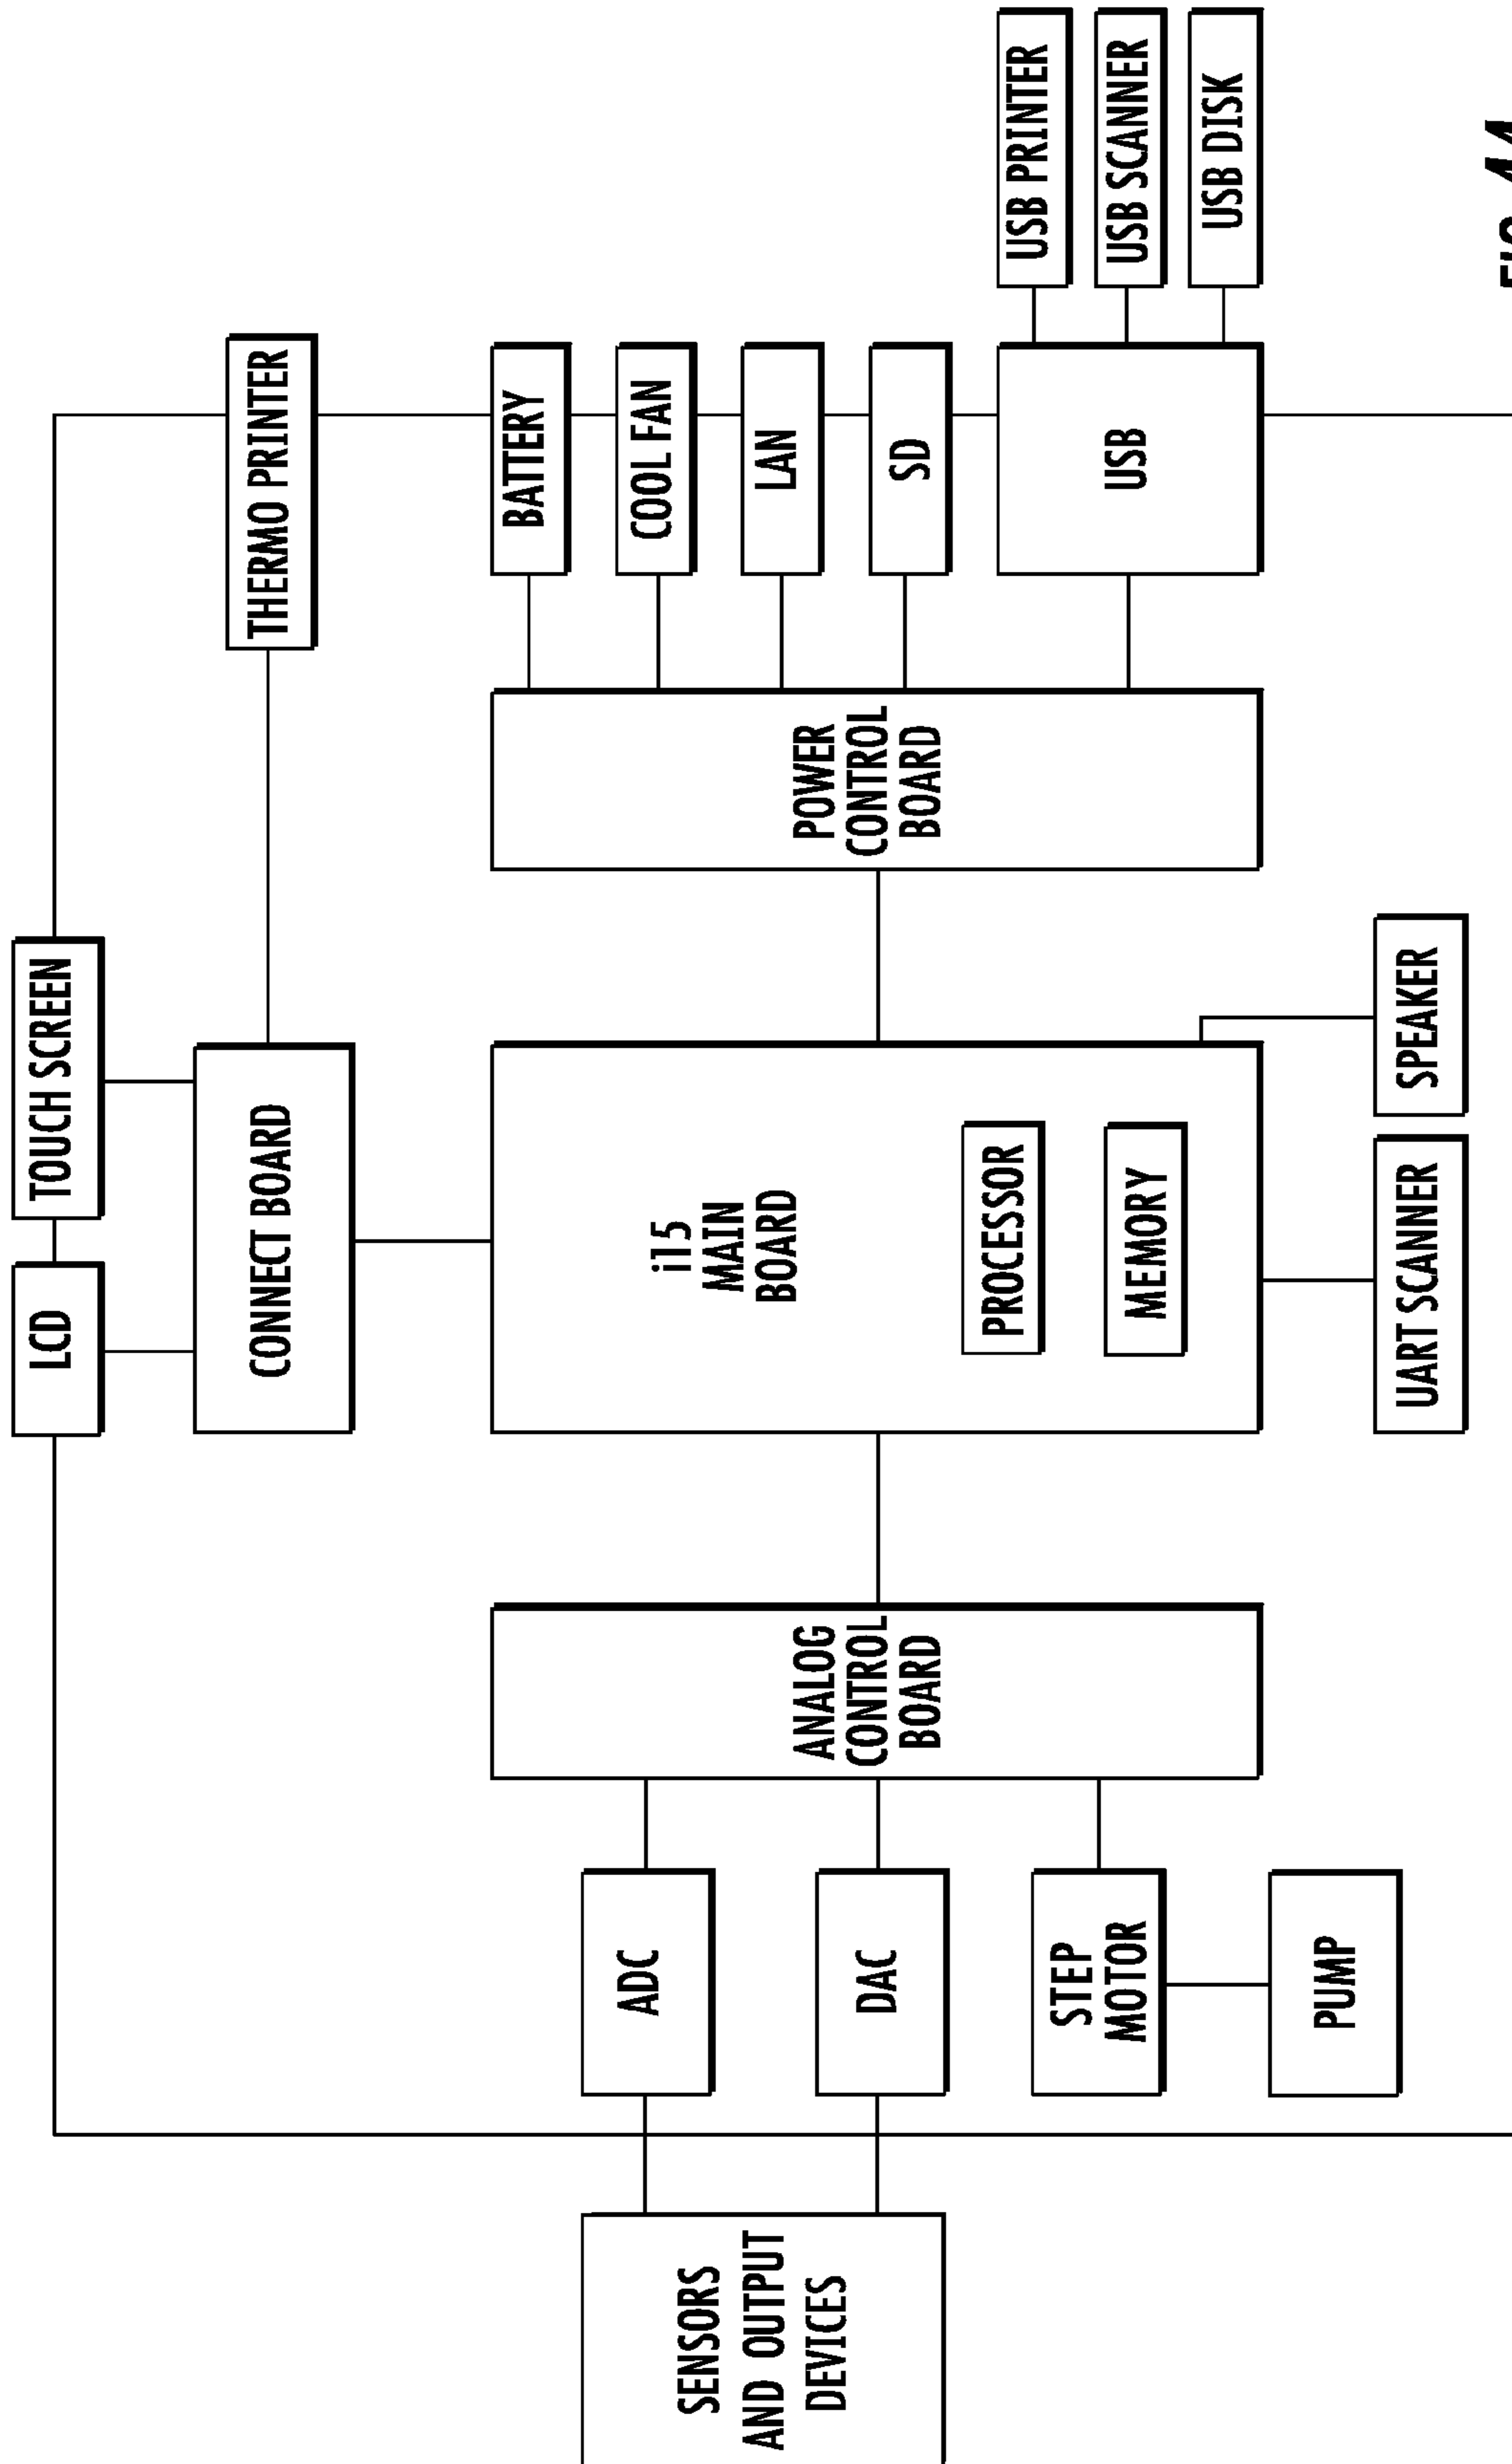 LCD
TOUCH SCREEN
CONNECT BOARD
THERMO PRINTER
SENSORS
AND OUTPUT
DEVICES
ADC
DAC
STEP
MOTOR
PUMP
ANALOG
CONTROL
BOARD
i15
MAIN
BOARD
PROCESSOR
MEMORY
UART SCANNER
SPEAKER
POWER
CONTROL
BOARD
BATTERY
COOL FAN
LAN
SD
USB
USB PRINTER
USB SCANNER
USB DISK